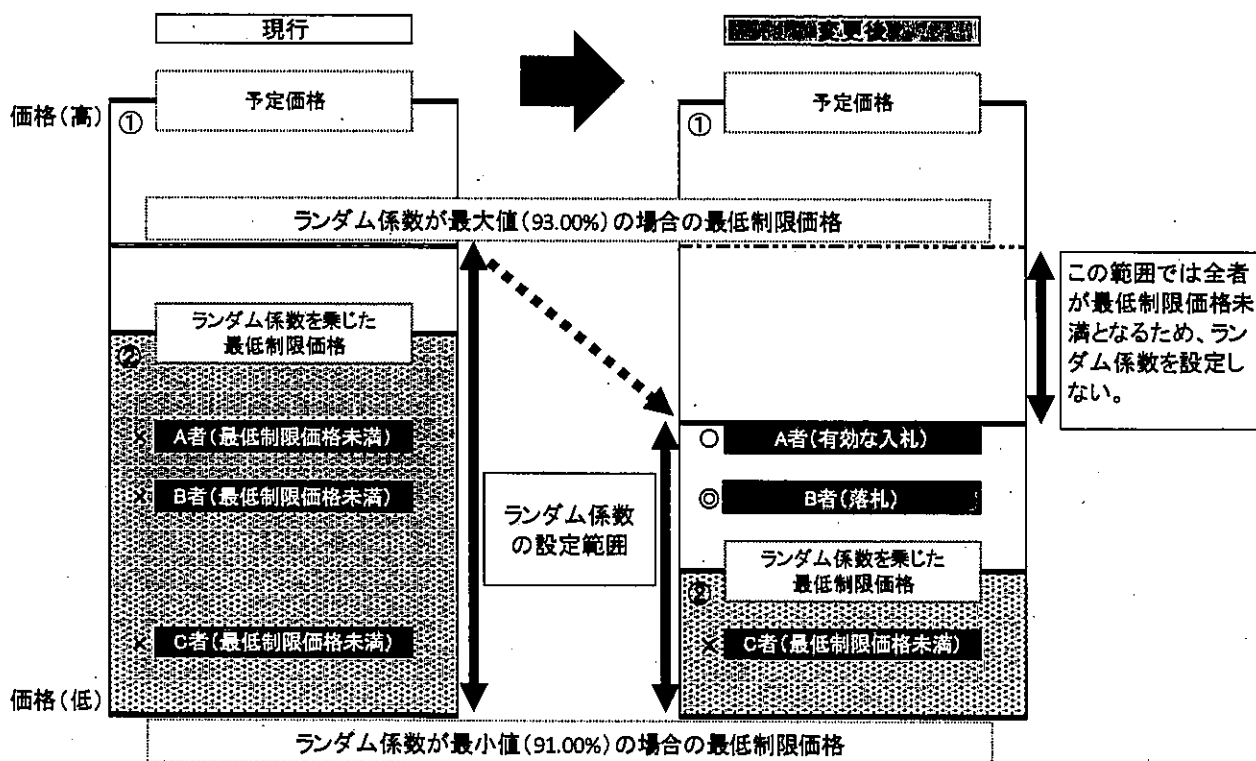 現行
変更後
予定価格
予定価格
価格(高)
①
①
ランダム係数が最大値(93.00%)の場合の最低制限価格
この範囲では全者
が最低制限価格未
満となるため、ラン
ダム係数を設定し
ない。
ランダム係数を乗じた
最低制限価格
②
× A者(最低制限価格未満)
× B者(最低制限価格未満)
× C者(最低制限価格未満)
ランダム係数
の設定範囲
○ A者(有効な入札)
◎ B者(落札)
ランダム係数を乗じた
最低制限価格
②
× C者(最低制限価格未満)
価格(低)
ランダム係数が最小値(91.00%)の場合の最低制限価格